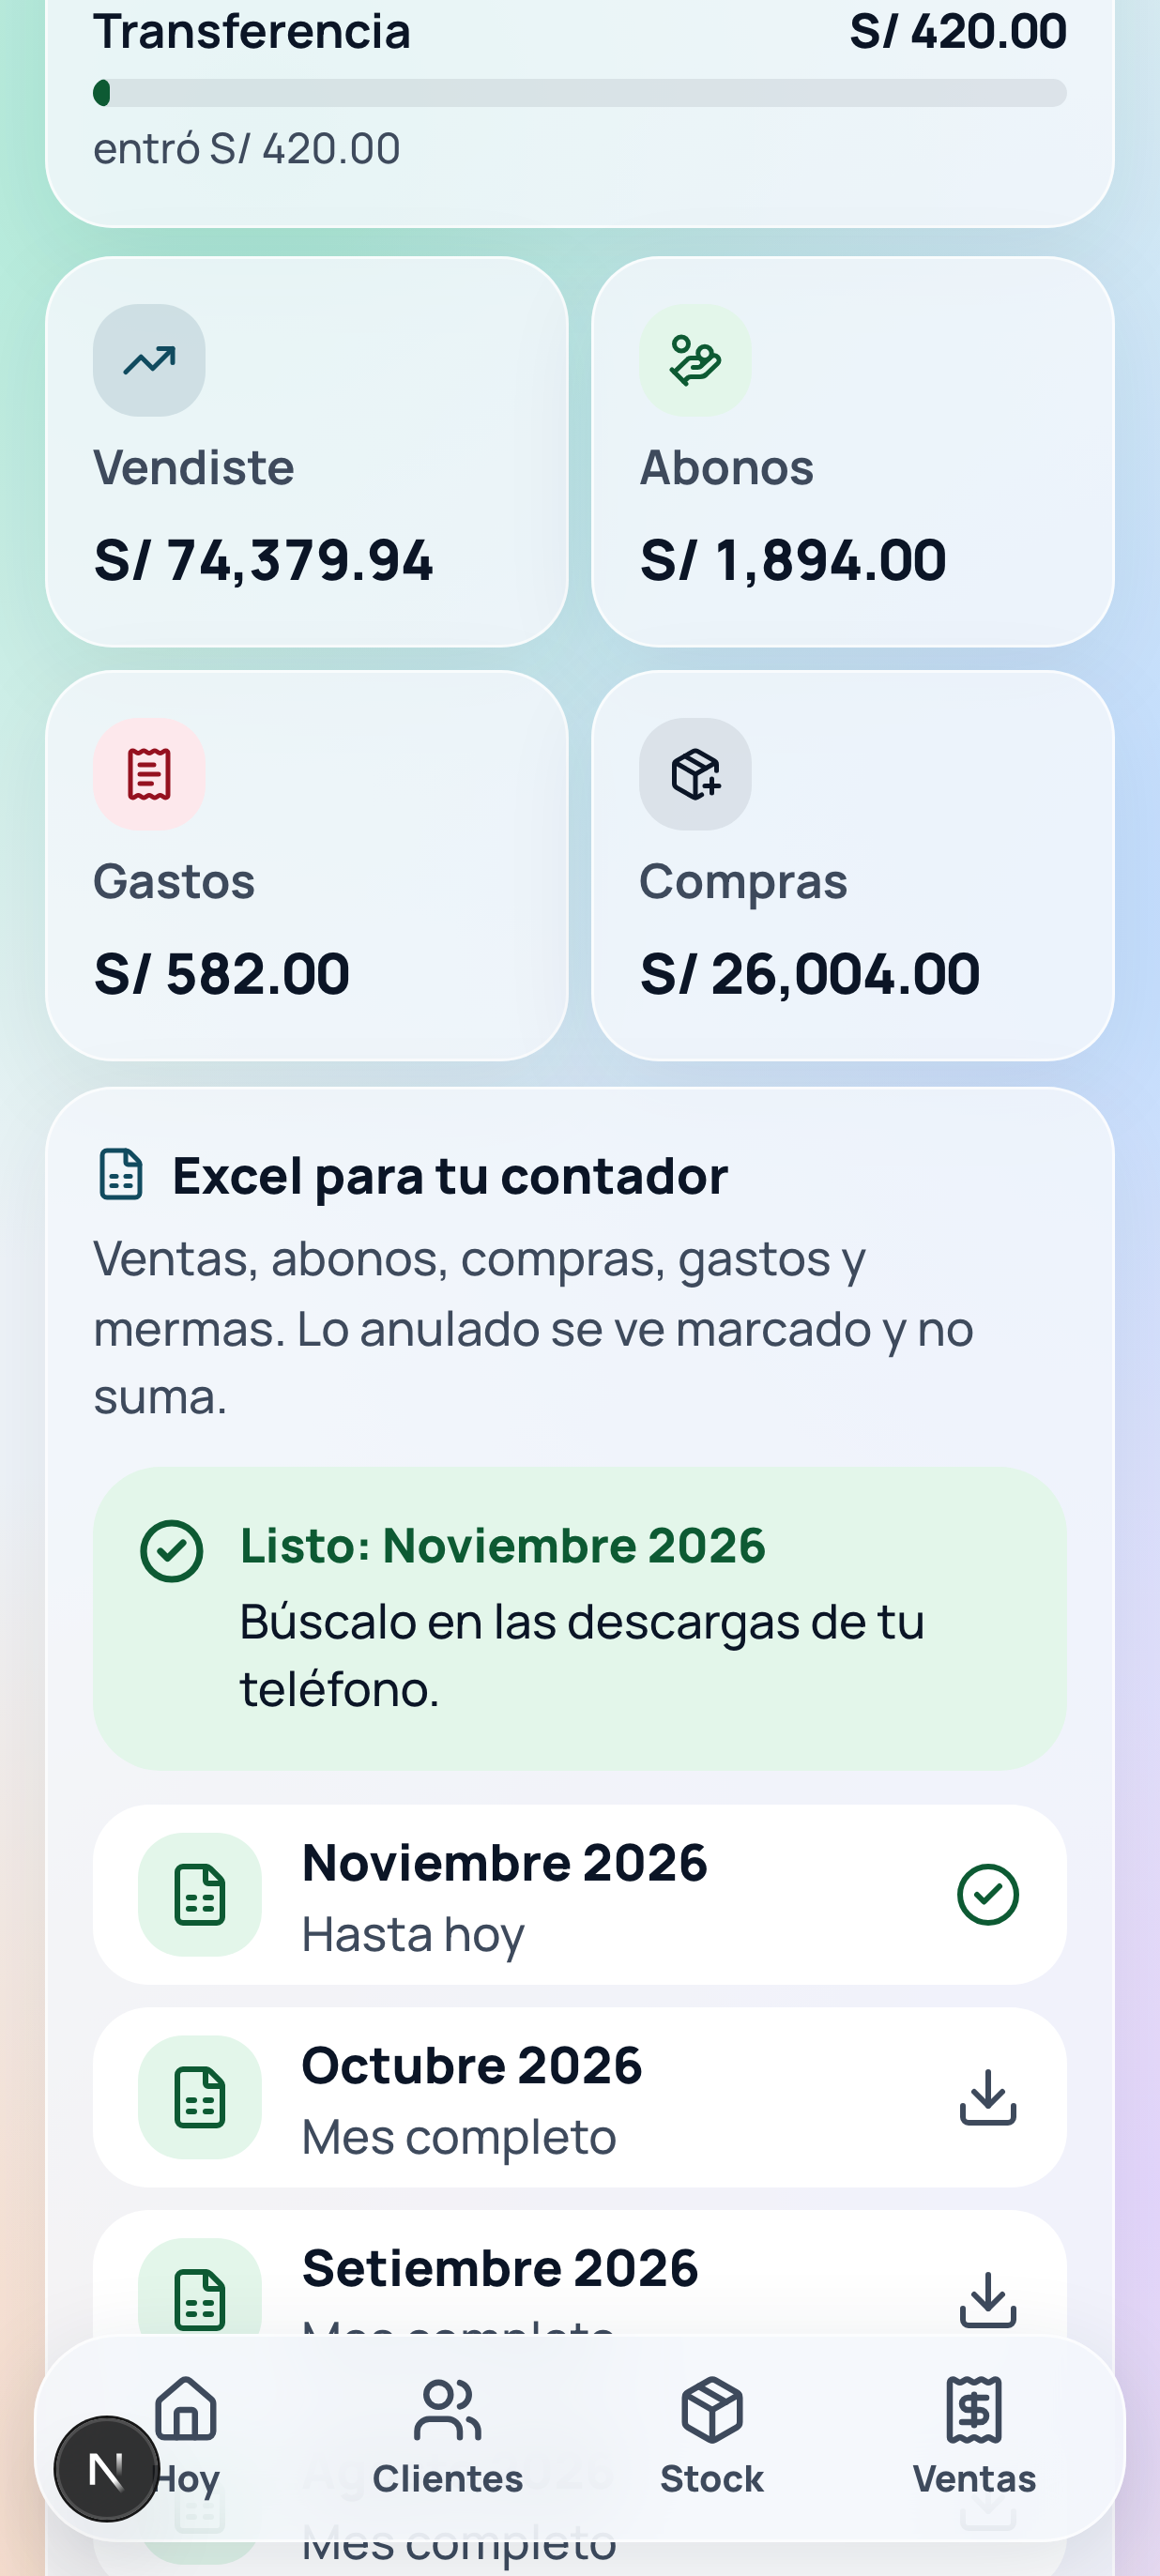 Transferencia S/ 420.00
entró S/ 420.00
Vendiste
S/ 74,379.94
Abonos
S/ 1,894.00
Gastos
S/ 582.00
Compras
S/ 26,004.00
Excel para tu contador
Ventas, abonos, compras, gastos y
mermas. Lo anulado se ve marcado y no
suma.
Listo: Noviembre 2026
Búscalo en las descargas de tu
teléfono.
Noviembre 2026
Hasta hoy
Octubre 2026
Mes completo
Setiembre 2026
Mes completo
N
Hoy
Clientes
Stock
Ventas
Mes completo